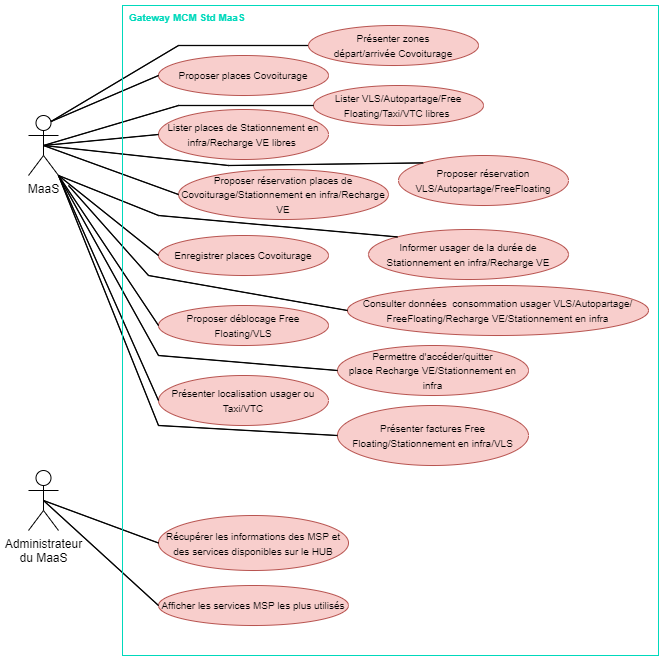 Gateway MCM Std MaaS
Présenter zones
départ/arrivée Covoiturage
Proposer places Covoiturage
Lister VLS/Autopartage/Free
Floating/Taxi/VTC libres
Lister places de Stationnement en
infra/Recharge VE libres
MaaS
Proposer réservation
VLS/Autopartage/FreeFloating
Proposer réservation places de
Covoiturage/Stationnement en infra/Recharge
VE
Informer usager de la durée de
Stationnement en infra/Recharge VE
Enregistrer places Covoiturage
Consulter données consommation usager VLS/Autopartage/
FreeFloating/Recharge VE/Stationnement en infra
Proposer déblocage Free
Floating/VLS
Permettre d'accéder/quitter
place Recharge VE/Stationnement en
infra
Présenter localisation usager ou
Taxi/VTC
Présenter factures Free
Floating/Stationnement en infra/VLS
Administrateur
du MaaS
Récupérer les informations des MSP et
des services disponibles sur le HUB
Afficher les services MSP les plus utilisés